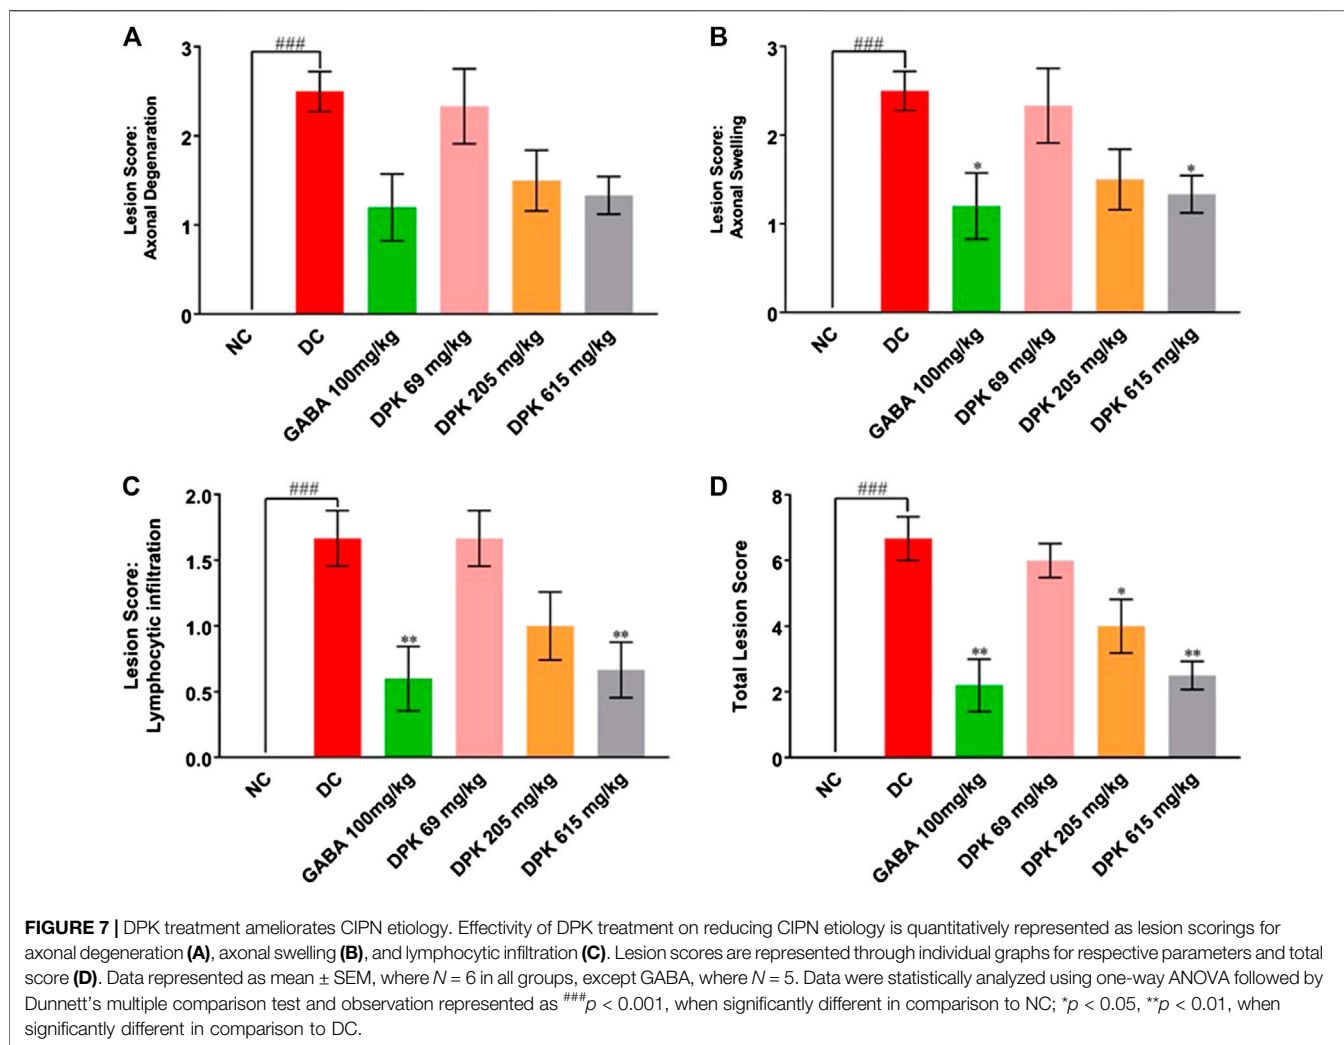 A
###
3
2
1
0
Lesion Score:
Axonal Degenaration
NC
DC
GABA 100mg/kg
DPK 69 mg/kg
DPK 205 mg/kg
DPK 615 mg/kg
B
###
3
2
1
0
Lesion Score:
Axonal Swelling
*
*
NC
DC
GABA 100mg/kg
DPK 69 mg/kg
DPK 205 mg/kg
DPK 615 mg/kg
C
###
2.0
1.5
1.0
0.5
0.0
Lesion Score:
Lymphocytic infiltration
**
**
NC
DC
GABA 100mg/kg
DPK 69 mg/kg
DPK 205 mg/kg
DPK 615 mg/kg
D
###
8
6
4
2
0
Total Lesion Score
**
*
**
NC
DC
GABA 100mg/kg
DPK 69 mg/kg
DPK 205 mg/kg
DPK 615 mg/kg
FIGURE 7 | DPK treatment ameliorates CIPN etiology. Effectivity of DPK treatment on reducing CIPN etiology is quantitatively represented as lesion scorings for
axonal degeneration (A), axonal swelling (B), and lymphocytic infiltration (C). Lesion scores are represented through individual graphs for respective parameters and total
score (D). Data represented as mean ± SEM, where N = 6 in all groups, except GABA, where N = 5. Data were statistically analyzed using one-way ANOVA followed by
Dunnett's multiple comparison test and observation represented as ###p < 0.001, when significantly different in comparison to NC; *p < 0.05, **p < 0.01, when
significantly different in comparison to DC.